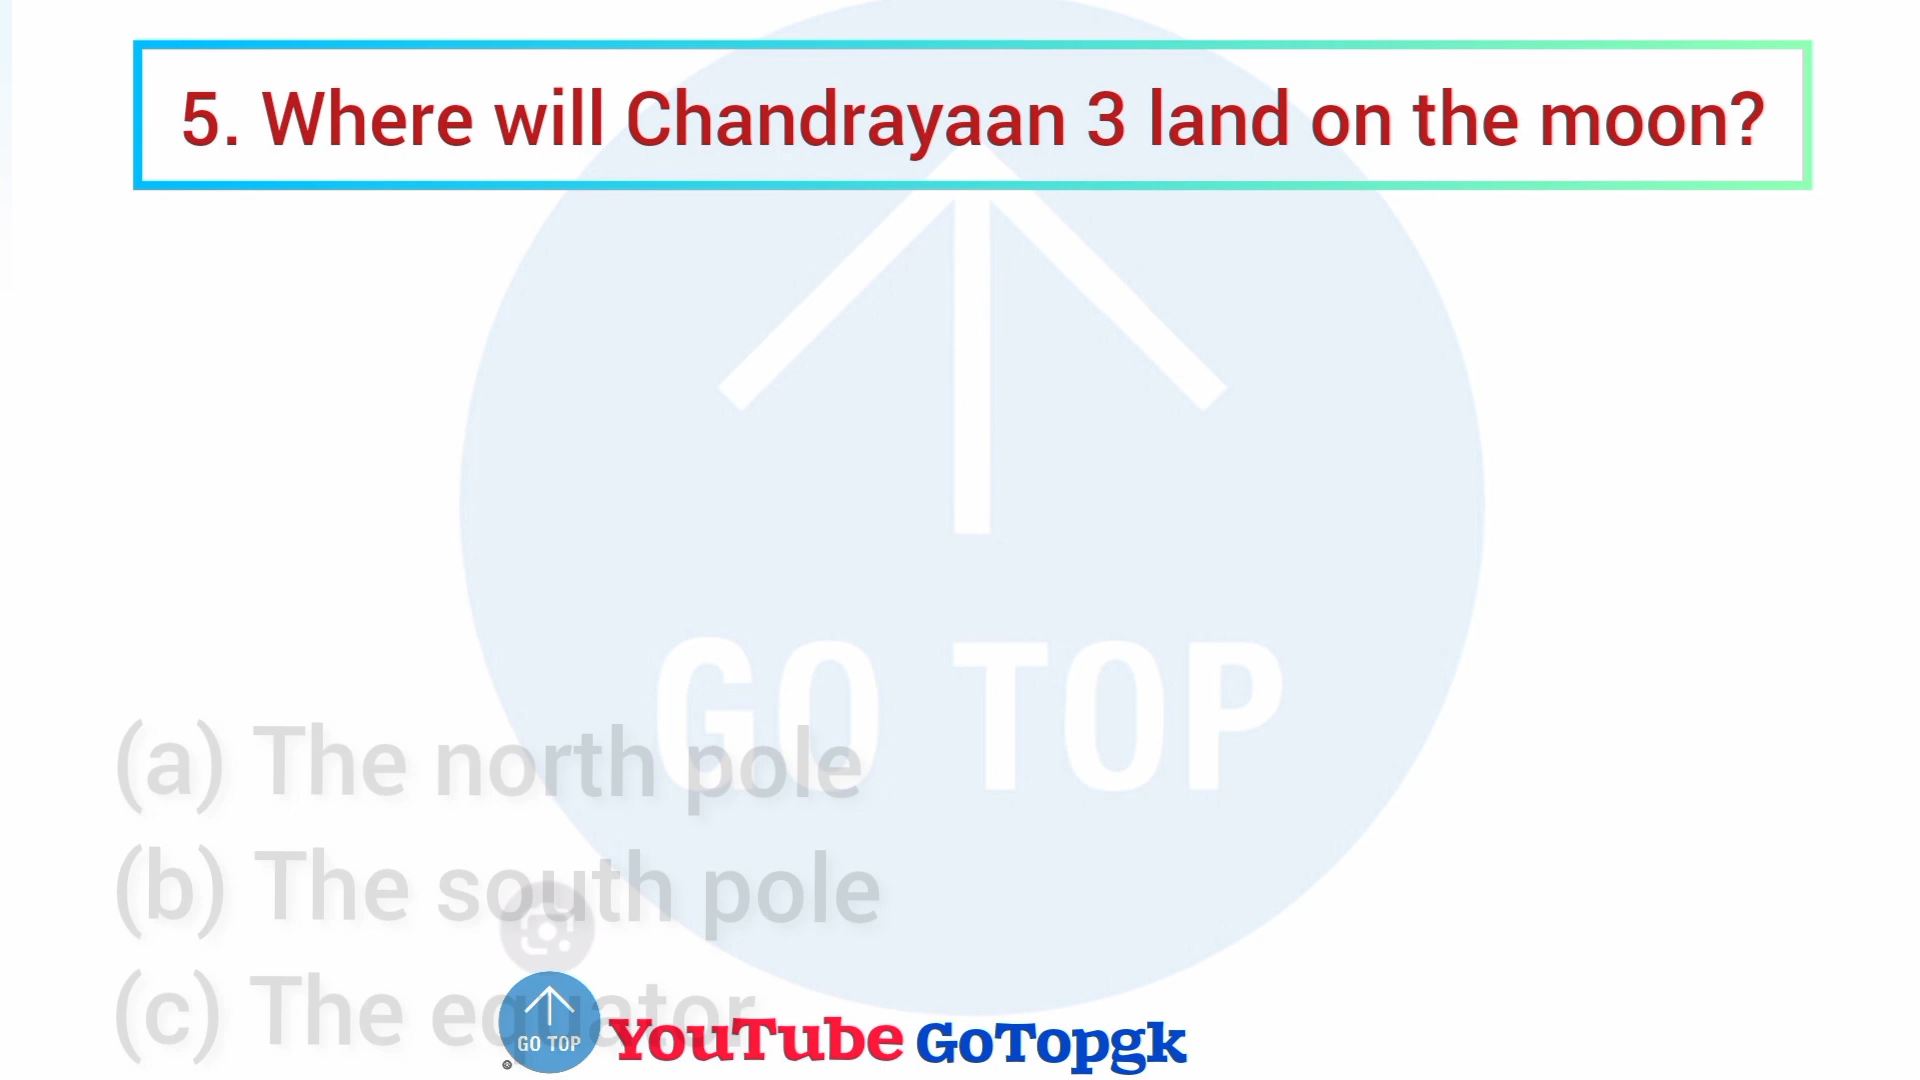 5. Where will Chandrayaan 3 land on the moon?
GO TOP
(a) The north pole
(b) The south pole
(c) The equator
GO TOP
YouTube GoTopgk